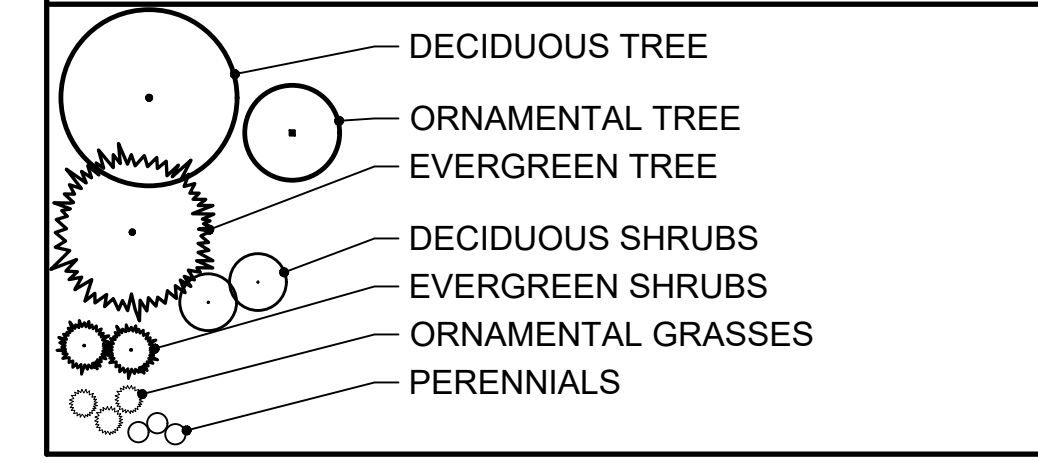 DECIDUOUS TREE
ORNAMENTAL TREE
EVERGREEN TREE
DECIDUOUS SHRUBS
EVERGREEN SHRUBS
ORNAMENTAL GRASSES
PERENNIALS